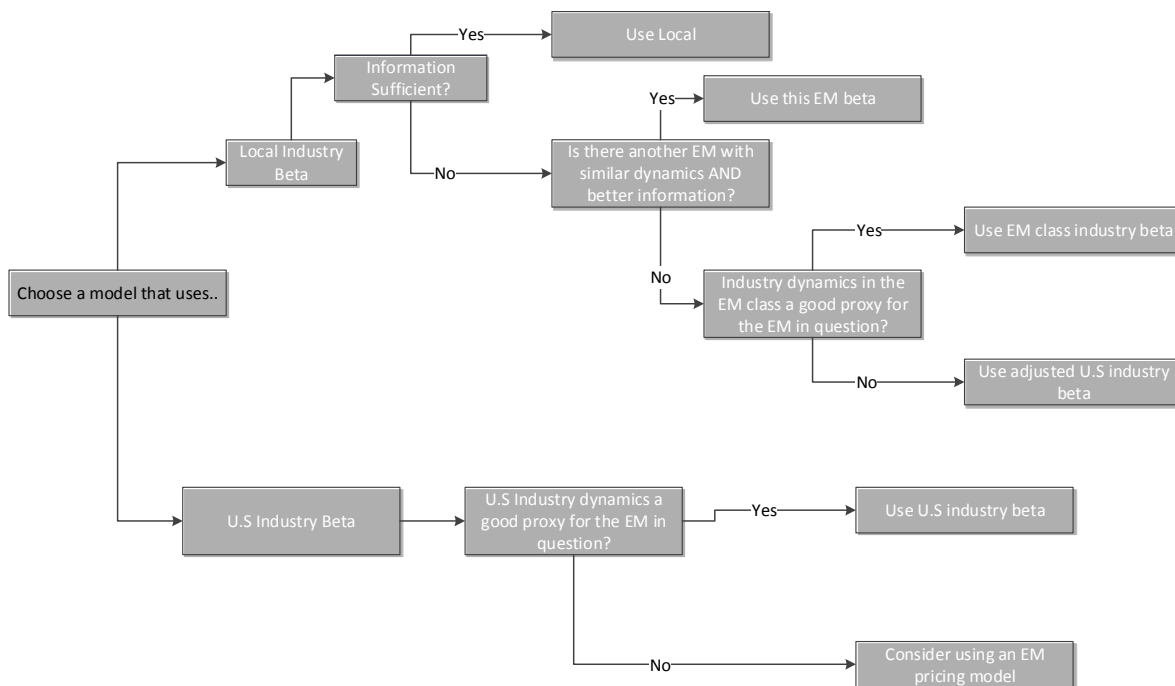 Yes
Use Local
Information
Sufficient?
Yes
Use this EM beta
Local Industry
Beta
No
Is there another EM with
similar dynamics AND
better information?
Yes
Use EM class industry beta
No
Choose a model that uses..
Industry dynamics in the
EM class a good proxy for
the EM in question?
No
Use adjusted U.S industry
beta
U.S Industry Beta
U.S Industry dynamics a
good proxy for the EM in
question?
Yes
Use U.S industry beta
No
Consider using an EM
pricing model